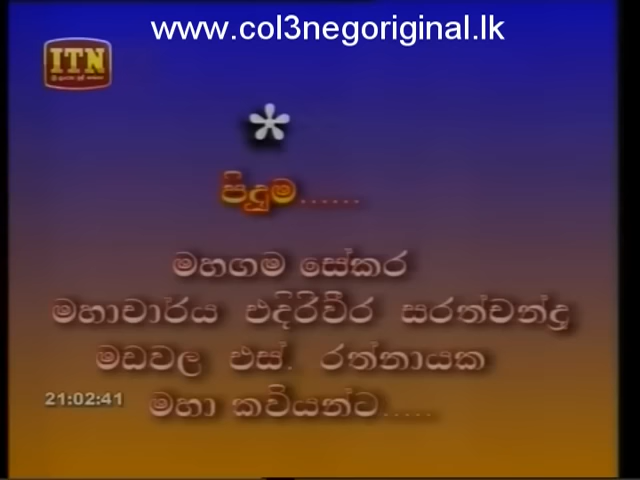 www.col3negoriginal.lk
ITN
*
පිදුම......
මහගම සේකර
මහාචාර්ය එදිරිවීර සරත්චන්ද්‍ර
මඩවල එස්. රත්නායක
21:02:41
මහා කවියන්ට.....